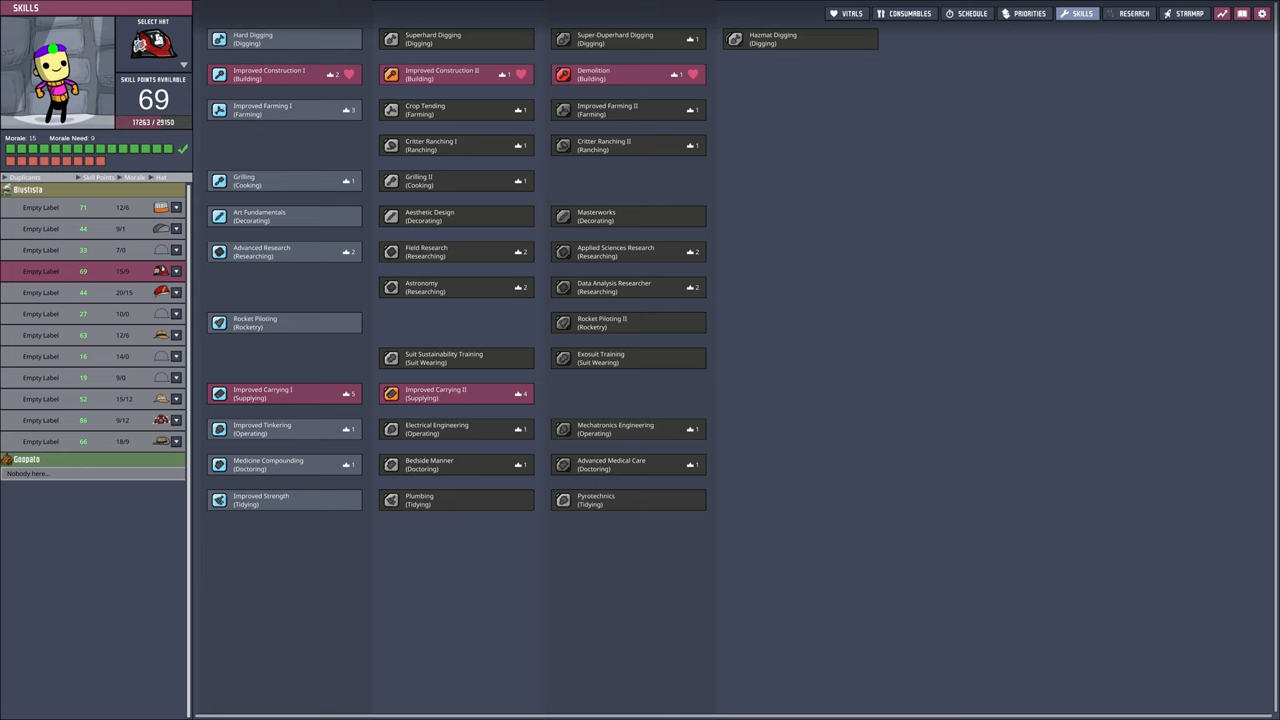 SKILLS
VITALS
CONSUMABLES
SCHEDULE
PRIORITIES
SKILLS
RESEARCH
STARMAP
SELECT HAT
SKILL POINTS
AVAILABLE
69
17263 / 29150
Morale: 15 Morale Need: 9
Duplicants Skill Points Morale Hat
Blustista
Empty Label 71 12/6
Empty Label 44 9/1
Empty Label 33 7/0
Empty Label 69 15/9
Empty Label 44 20/15
Empty Label 27 10/0
Empty Label 63 12/6
Empty Label 16 14/0
Empty Label 19 9/0
Empty Label 52 15/12
Empty Label 86 9/12
Empty Label 66 18/9
Goopato
Nobody here...
Hard Digging
(Digging)
Superhard Digging
(Digging)
Super-Duperhard Digging
(Digging)
1
Hazmat Digging
(Digging)
Improved Construction I
(Building)
2
Improved Construction II
(Building)
1
Demolition
(Building)
1
Improved Farming I
(Farming)
3
Crop Tending
(Farming)
1
Improved Farming II
(Farming)
1
Critter Ranching I
(Ranching)
1
Critter Ranching II
(Ranching)
1
Grilling
(Cooking)
1
Grilling II
(Cooking)
1
Art Fundamentals
(Decorating)
Aesthetic Design
(Decorating)
Masterworks
(Decorating)
Advanced Research
(Researching)
2
Field Research
(Researching)
2
Applied Sciences Research
(Researching)
2
Astronomy
(Researching)
2
Data Analysis Researcher
(Researching)
2
Rocket Piloting
(Rocketry)
Rocket Piloting II
(Rocketry)
Suit Sustainability Training
(Suit Wearing)
Exosuit Training
(Suit Wearing)
Improved Carrying I
(Supplying)
5
Improved Carrying II
(Supplying)
4
Improved Tinkering
(Operating)
1
Electrical Engineering
(Operating)
1
Mechatronics Engineering
(Operating)
1
Medicine Compounding
(Doctoring)
1
Bedside Manner
(Doctoring)
1
Advanced Medical Care
(Doctoring)
1
Improved Strength
(Tidying)
Plumbing
(Tidying)
Pyrotechnics
(Tidying)